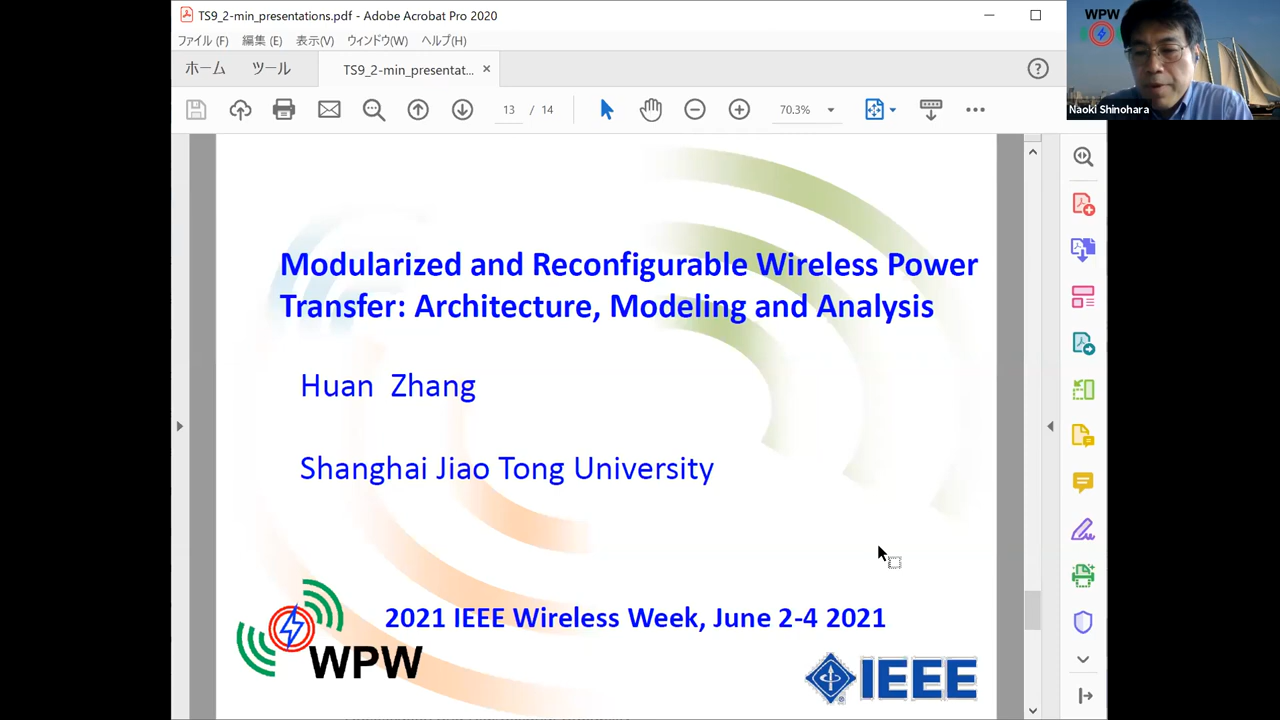 TS9_2-min_presentations.pdf - Adobe Acrobat Pro 2020
ファイル(F) 編集(E) 表示(V) ウィンドウ(W) ヘルプ(H)
ホーム ツール TS9_2-min_presentat... ×
13 / 14 70.3%
WPW
Naoki Shinohara
Modularized and Reconfigurable Wireless Power
Transfer: Architecture, Modeling and Analysis
Huan Zhang
Shanghai Jiao Tong University
2021 IEEE Wireless Week, June 2-4 2021
WPW
IEEE